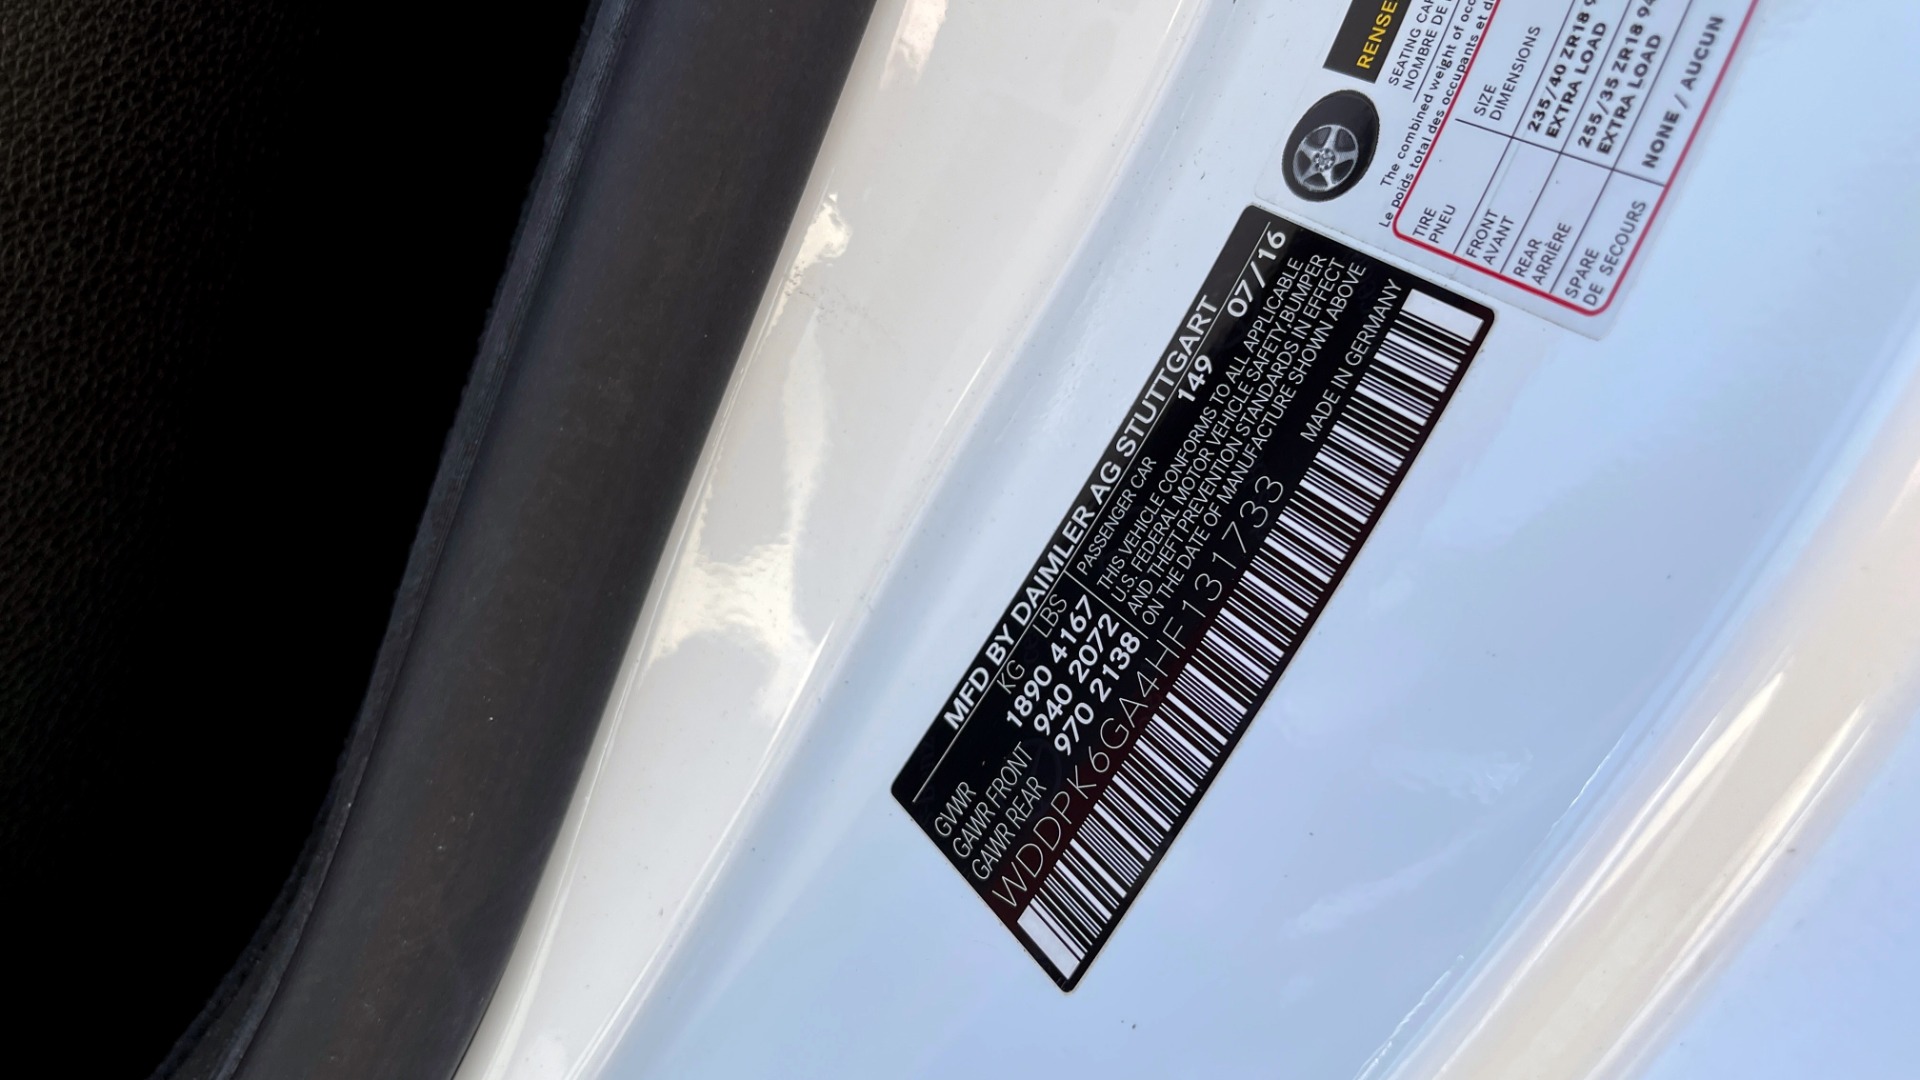 MFD BY DAIMLER AG STUTTGART
KG LBS 149 07/16
GVWR 1890 4167 PASSENGER CAR
GAWR FRONT 940 2072
GAWR REAR 970 2138
THIS VEHICLE CONFORMS TO ALL APPLICABLE
U.S. FEDERAL MOTOR VEHICLE SAFETY, BUMPER
AND THEFT PREVENTION STANDARDS IN EFFECT
ON THE DATE OF MANUFACTURE SHOWN ABOVE
WDDPK6GA4HF131733 MADE IN GERMANY
SEATING
NOMBRE DE
The combined weight of
Le poids total des occupants et
TIRE SIZE
PNEU DIMENSIONS
FRONT 235/40 ZR18
AVANT EXTRA LOAD
REAR 255/35 ZR18
ARRIÈRE EXTRA LOAD
SPARE NONE / AUCUN
DE SECOURS